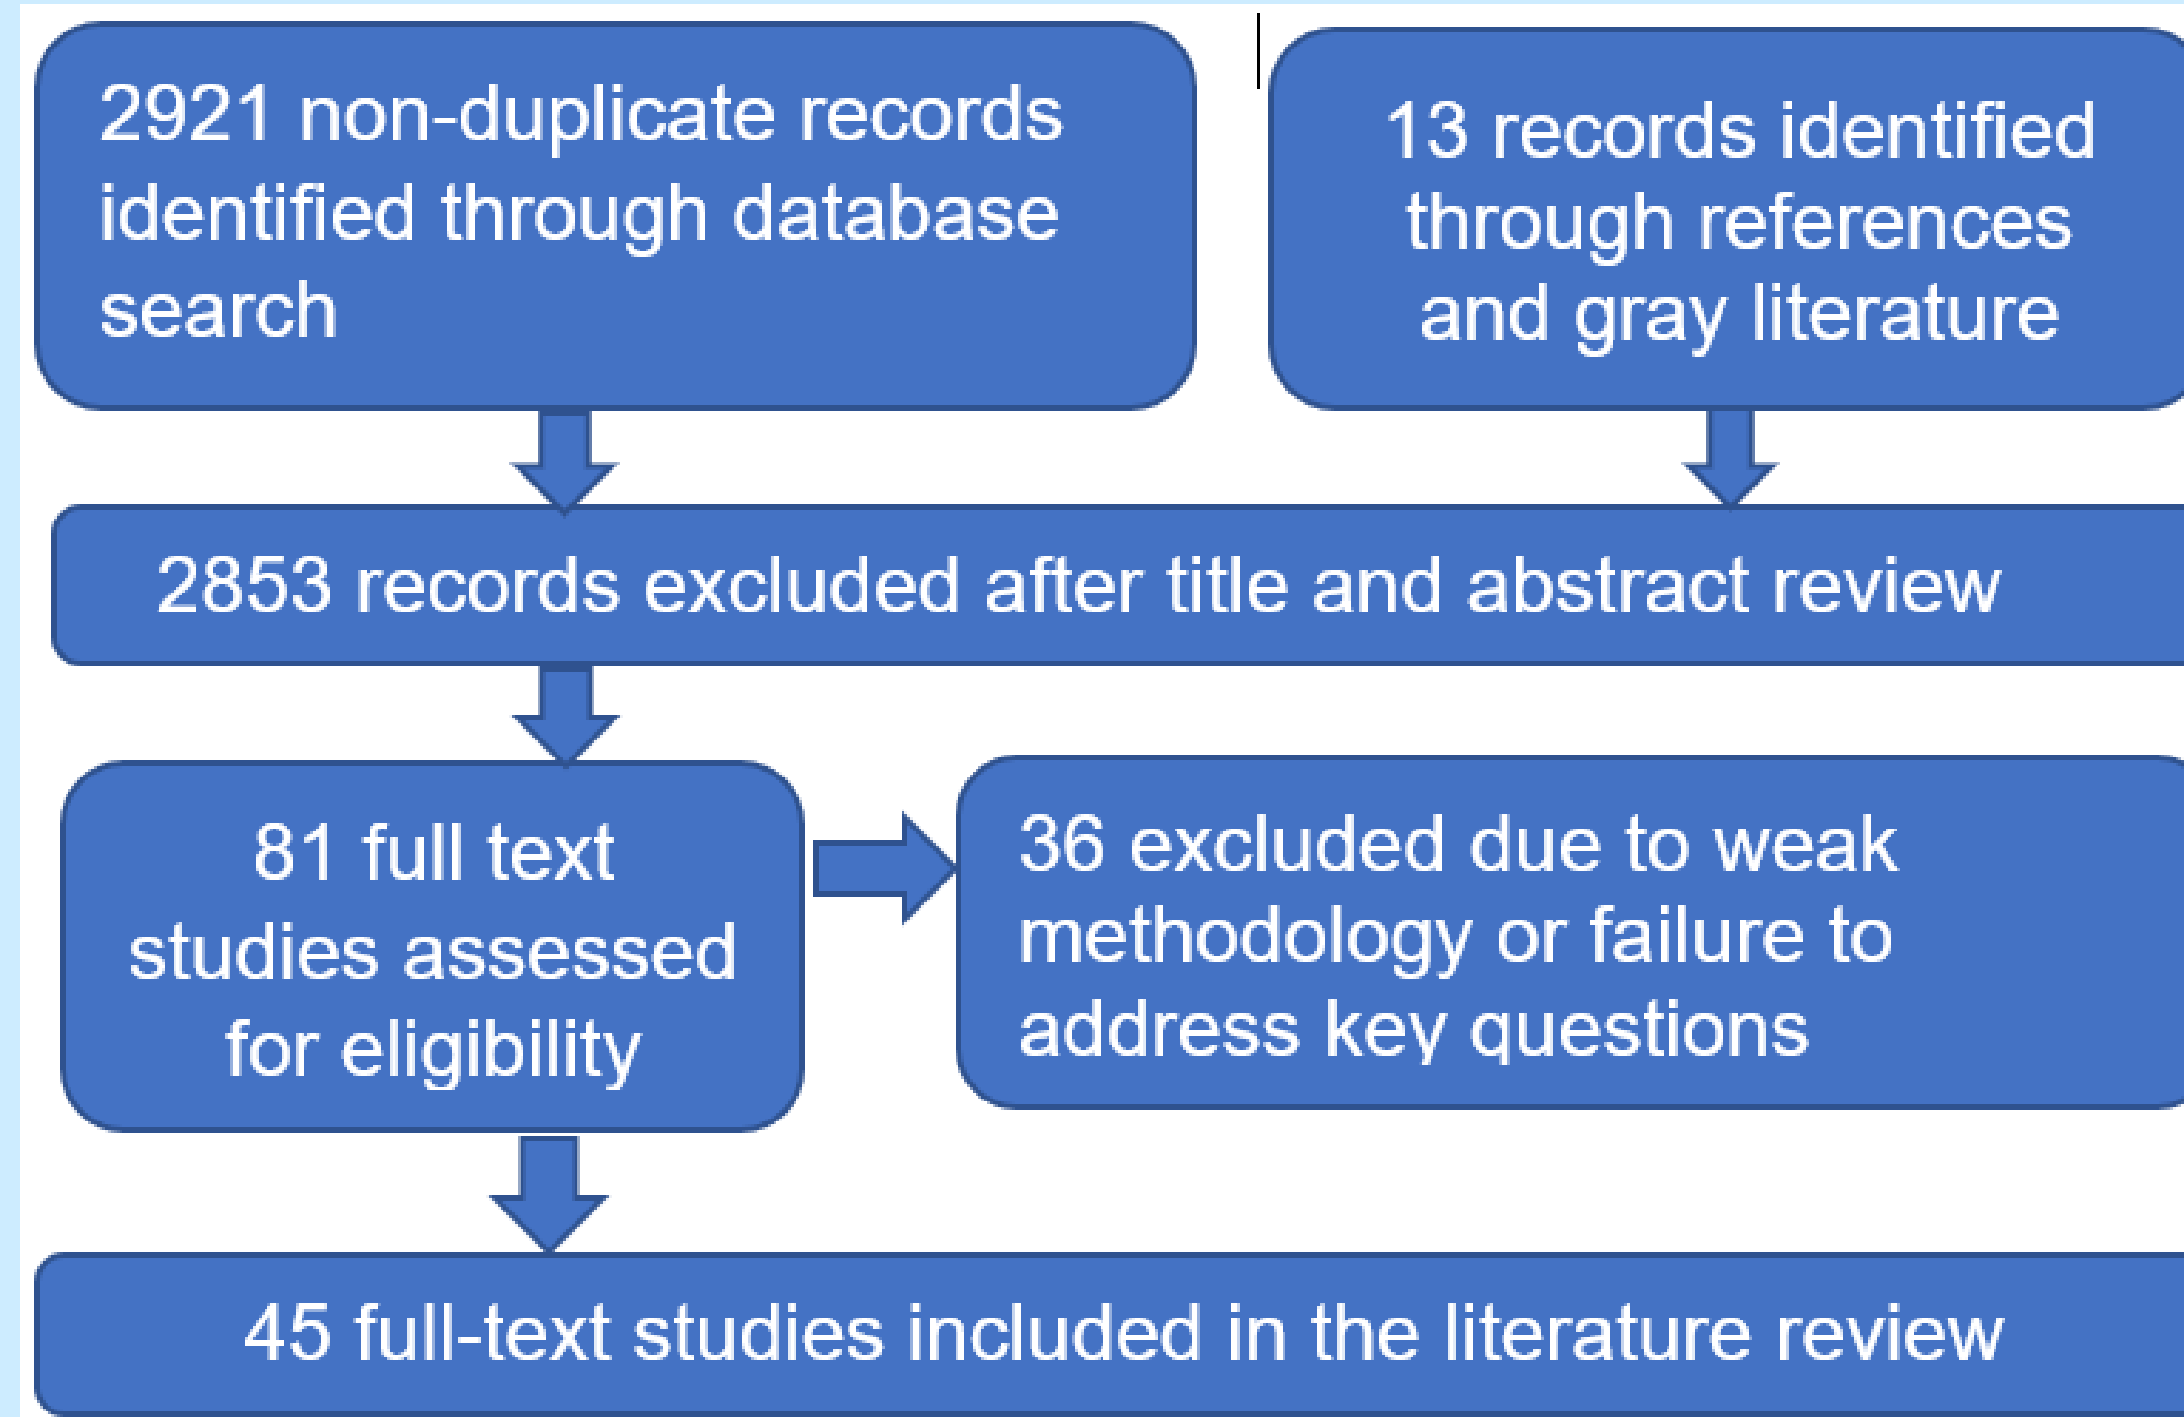 2921 non-duplicate records
identified through database
search
13 records identified
through references
and gray literature
2853 records excluded after title and abstract review
81 full text
studies assessed
for eligibility
36 excluded due to weak
methodology or failure to
address key questions
45 full-text studies included in the literature review